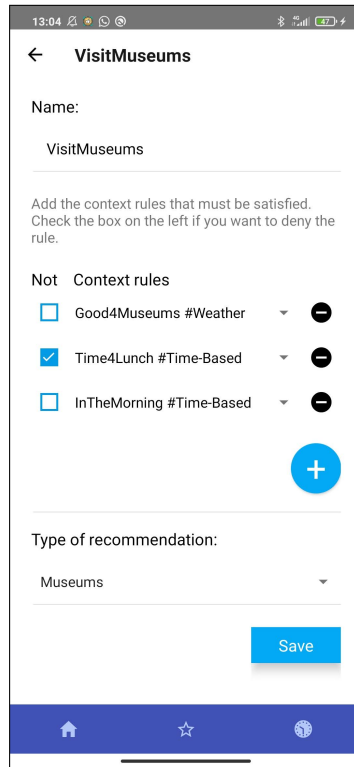 13:04 4G 47
VisitMuseums
Name:
VisitMuseums
Add the context rules that must be satisfied.
Check the box on the left if you want to deny the
rule.
Not Context rules
Good4Museums #Weather
Time4Lunch #Time-Based
InTheMorning #Time-Based
Type of recommendation:
Museums
Save